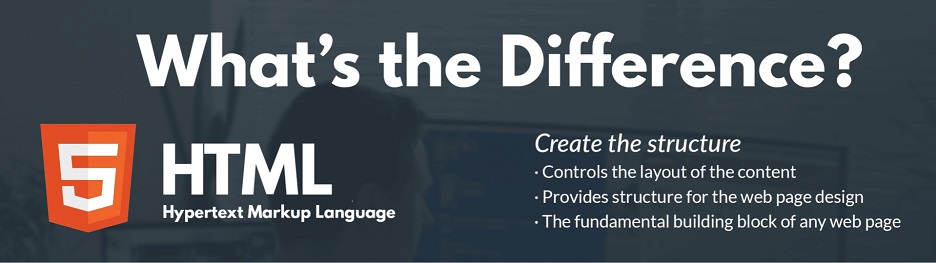 What's the Difference?
HTML
Hypertext Markup Language
Create the structure
· Controls the layout of the content
· Provides structure for the web page design
· The fundamental building block of any web page
5